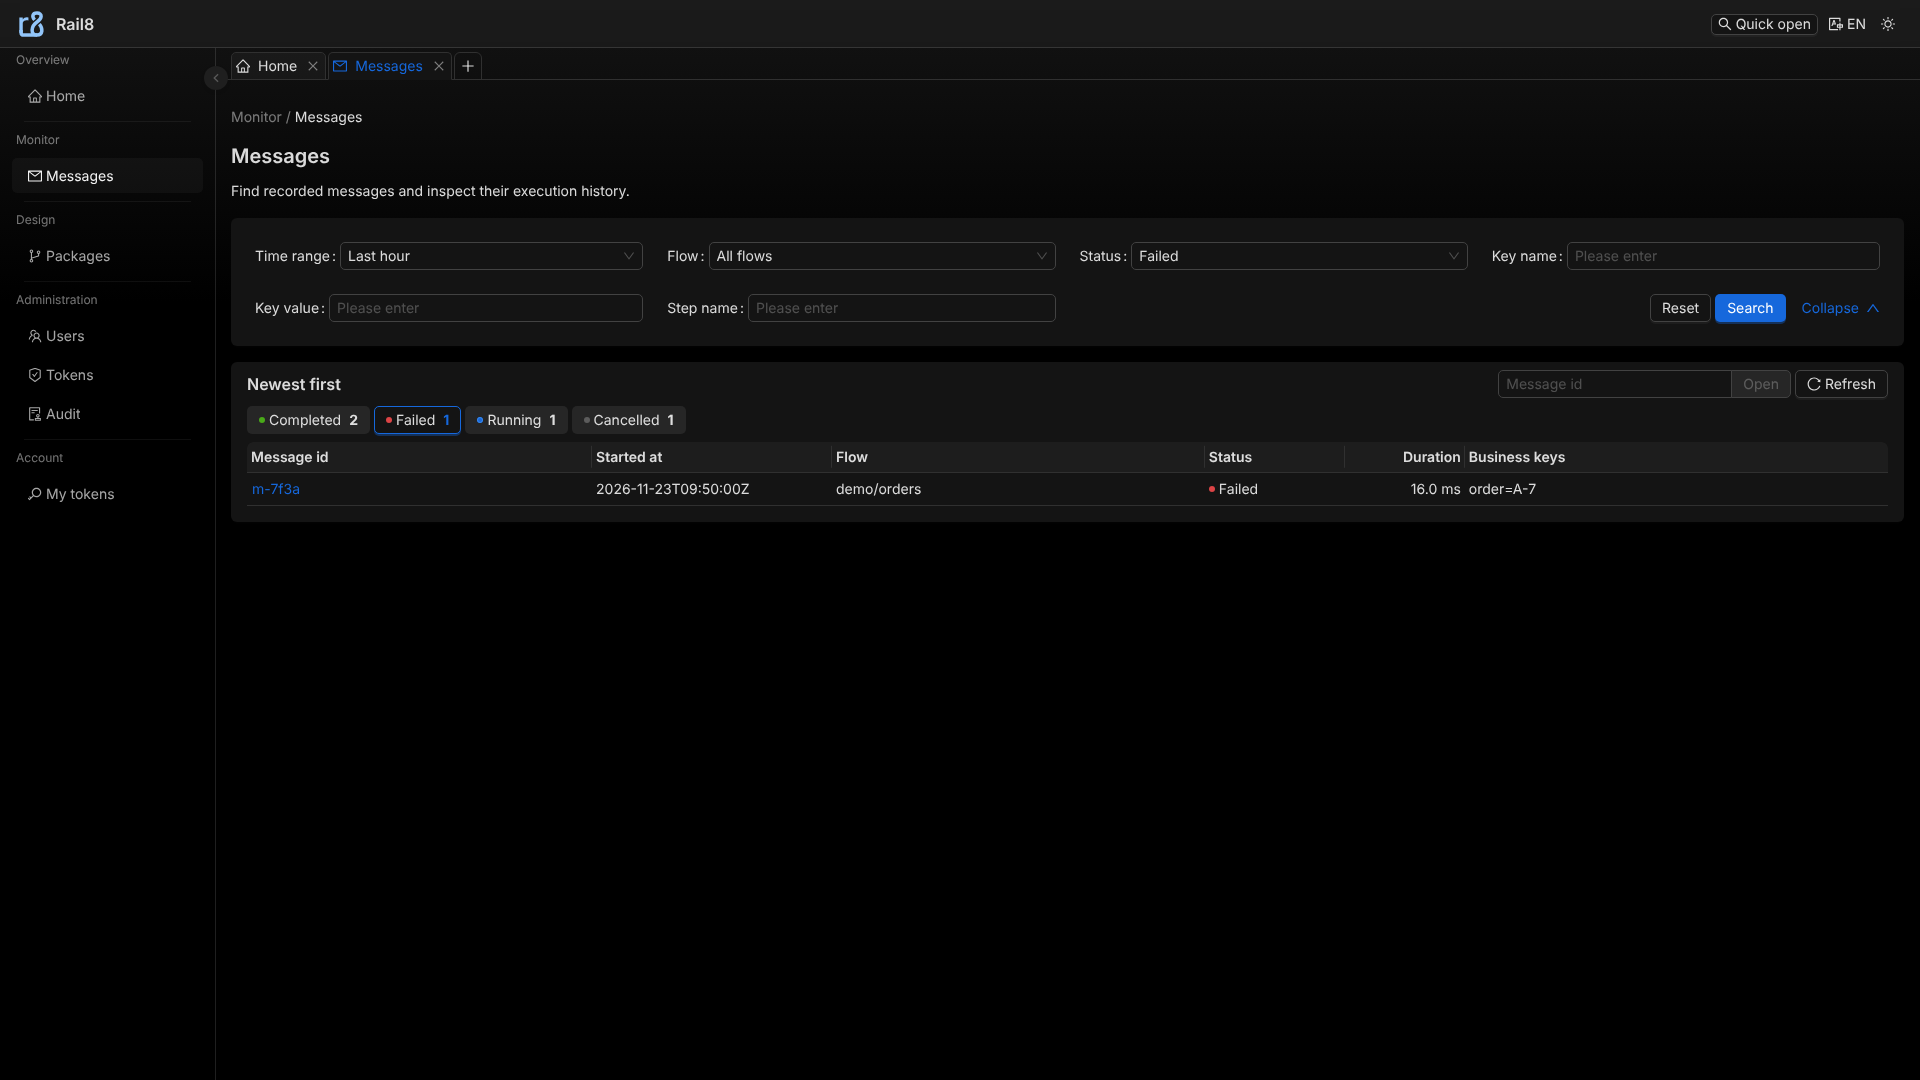 Rail8
Quick open
EN
Overview
Home
Monitor
Messages
Design
Packages
Administration
Users
Tokens
Audit
Account
My tokens
Home
Messages
Monitor / Messages
Messages
Find recorded messages and inspect their execution history.
Time range: Last hour
Flow: All flows
Status: Failed
Key name: Please enter
Key value: Please enter
Step name: Please enter
Reset
Search
Collapse
Newest first
Message id
Open
Refresh
Completed 2
Failed 1
Running 1
Cancelled 1
Message id Started at Flow Status Duration Business keys
m-7f3a 2026-11-23T09:50:00Z demo/orders Failed 16.0 ms order=A-7